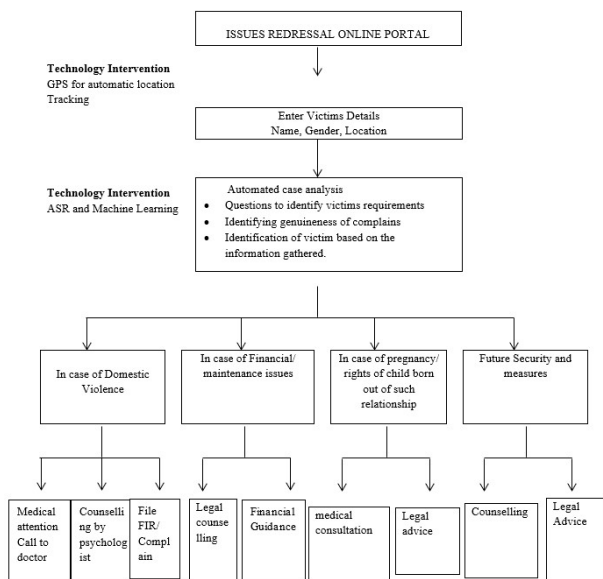 ISSUES REDRESSAL ONLINE PORTAL
Technology Intervention
GPS for automatic location
Tracking
Enter Victims Details
Name, Gender, Location
Technology Intervention
ASR and Machine Learning
Automated case analysis
• Questions to identify victims requirements
• Identifying genuineness of complains
• Identification of victim based on the
information gathered.
In case of Domestic
Violence
In case of Financial/
maintenance issues
In case of pregnancy/
rights of child born
out of such
relationship
Future Security and
measures
Medical
attention
Call to
doctor
Counselli
ng by
psycholog
ist
File
FIR/
Compl
ain
Legal
counse
lling
Financial
Guidance
medical
consultation
Legal
advice
Counselling
Legal
Advice